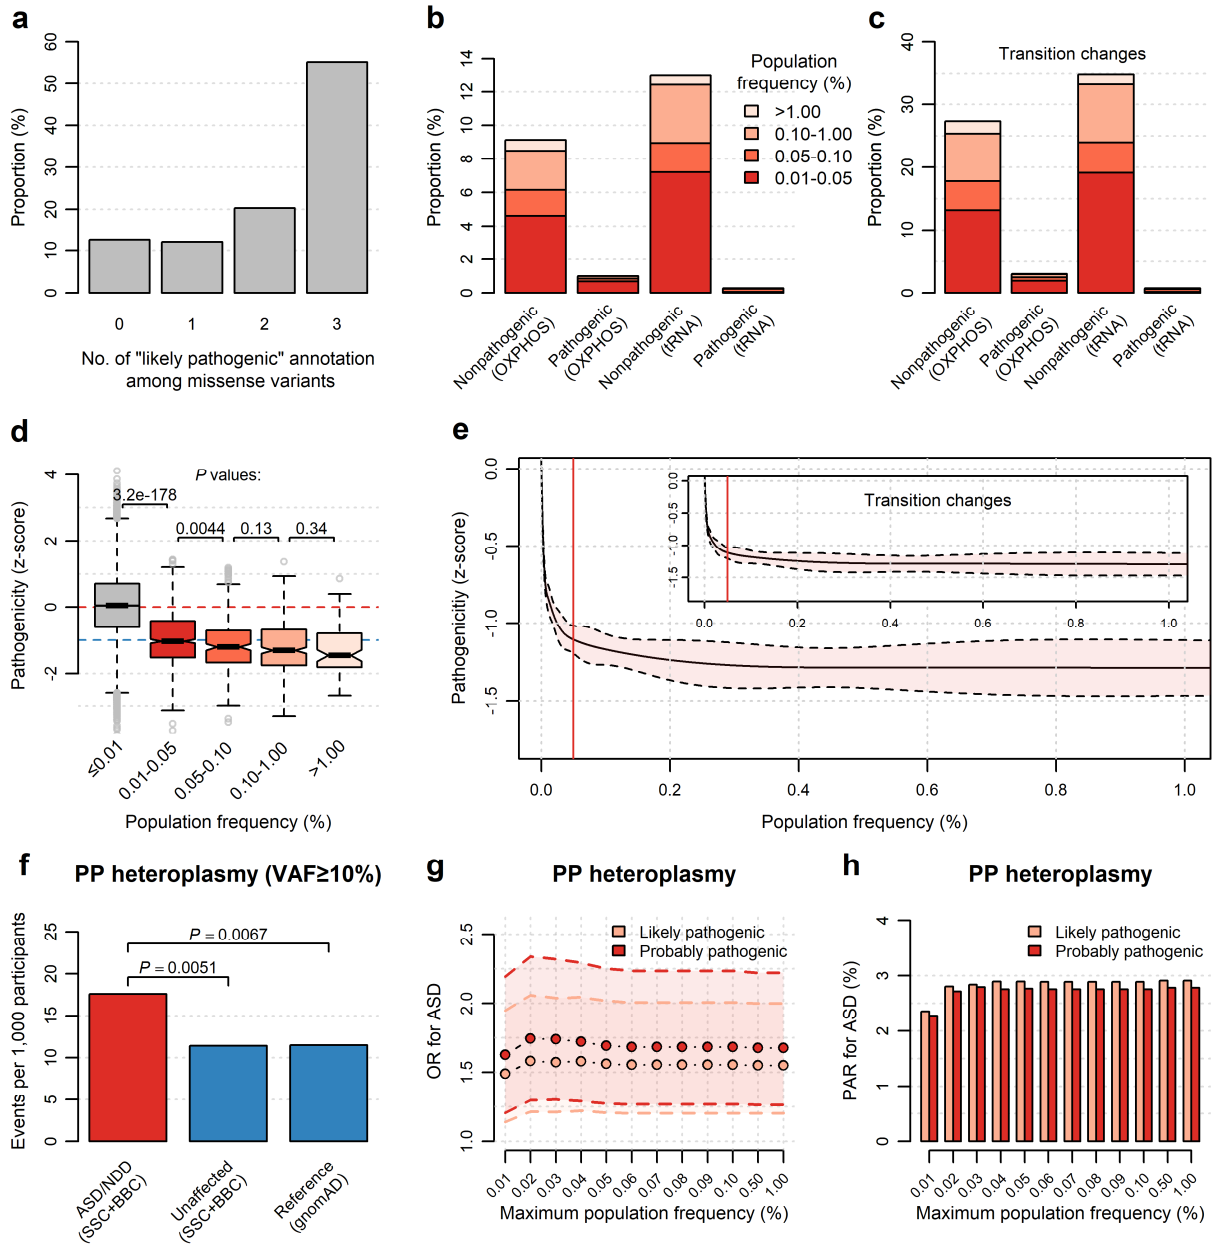 a
60
50
40
30
20
10
0
Proportion (%)
0 1 2 3
No. of "likely pathogenic" annotation
among missense variants
b
14
12
10
8
6
4
2
0
Proportion (%)
Population
frequency (%)
>1.00
0.10-1.00
0.05-0.10
0.01-0.05
Nonpathogenic
(OXPHOS)
Pathogenic
(OXPHOS)
Nonpathogenic
(tRNA)
Pathogenic
(tRNA)
c
Transition changes
40
30
20
10
0
Proportion (%)
Nonpathogenic
(OXPHOS)
Pathogenic
(OXPHOS)
Nonpathogenic
(tRNA)
Pathogenic
(tRNA)
d
4
2
0
-2
Pathogenicity (z-score)
P values:
3.2e-178
0.0044 0.13 0.34
≤0.01
0.01-0.05
0.05-0.10
0.10-1.00
>1.00
Population frequency (%)
e
0.0
-0.5
-1.0
-1.5
Pathogenicitiy (z-score)
Transition changes
0.0
-0.5
-1.0
-1.5
0.0 0.2 0.4 0.6 0.8 1.0
0.0 0.2 0.4 0.6 0.8 1.0
Population frequency (%)
f
PP heteroplasmy (VAF≥10%)
25
20
15
10
5
0
Events per 1,000 participants
P = 0.0067
P = 0.0051
ASD/NDD
(SSC+BBC)
Unaffected
(SSC+BBC)
Reference
(gnomAD)
g
PP heteroplasmy
2.5
2.0
1.5
1.0
OR for ASD
Likely pathogenic
Probably pathogenic
0.01 0.02 0.03 0.04 0.05 0.06 0.07 0.08 0.09 0.10 0.50 1.00
Maximum population frequency (%)
h
PP heteroplasmy
4
3
2
1
0
PAR for ASD (%)
Likely pathogenic
Probably pathogenic
0.01 0.02 0.03 0.04 0.05 0.06 0.07 0.08 0.09 0.10 0.50 1.00
Maximum population frequency (%)